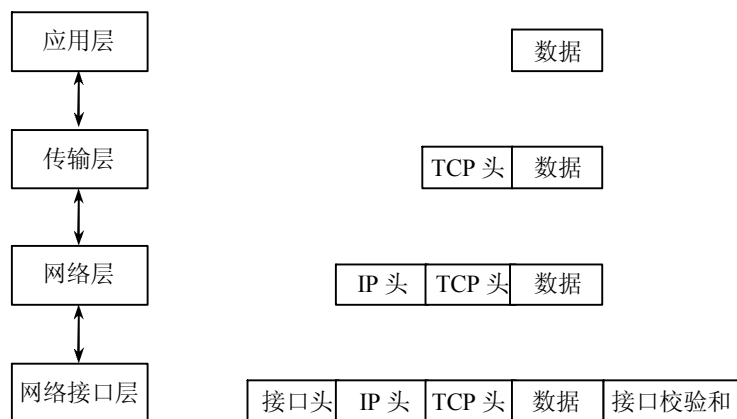 应用层 数据
传输层 TCP 头 数据
网络层 IP 头 TCP 头 数据
网络接口层 接口头 IP 头 TCP 头 数据 接口校验和